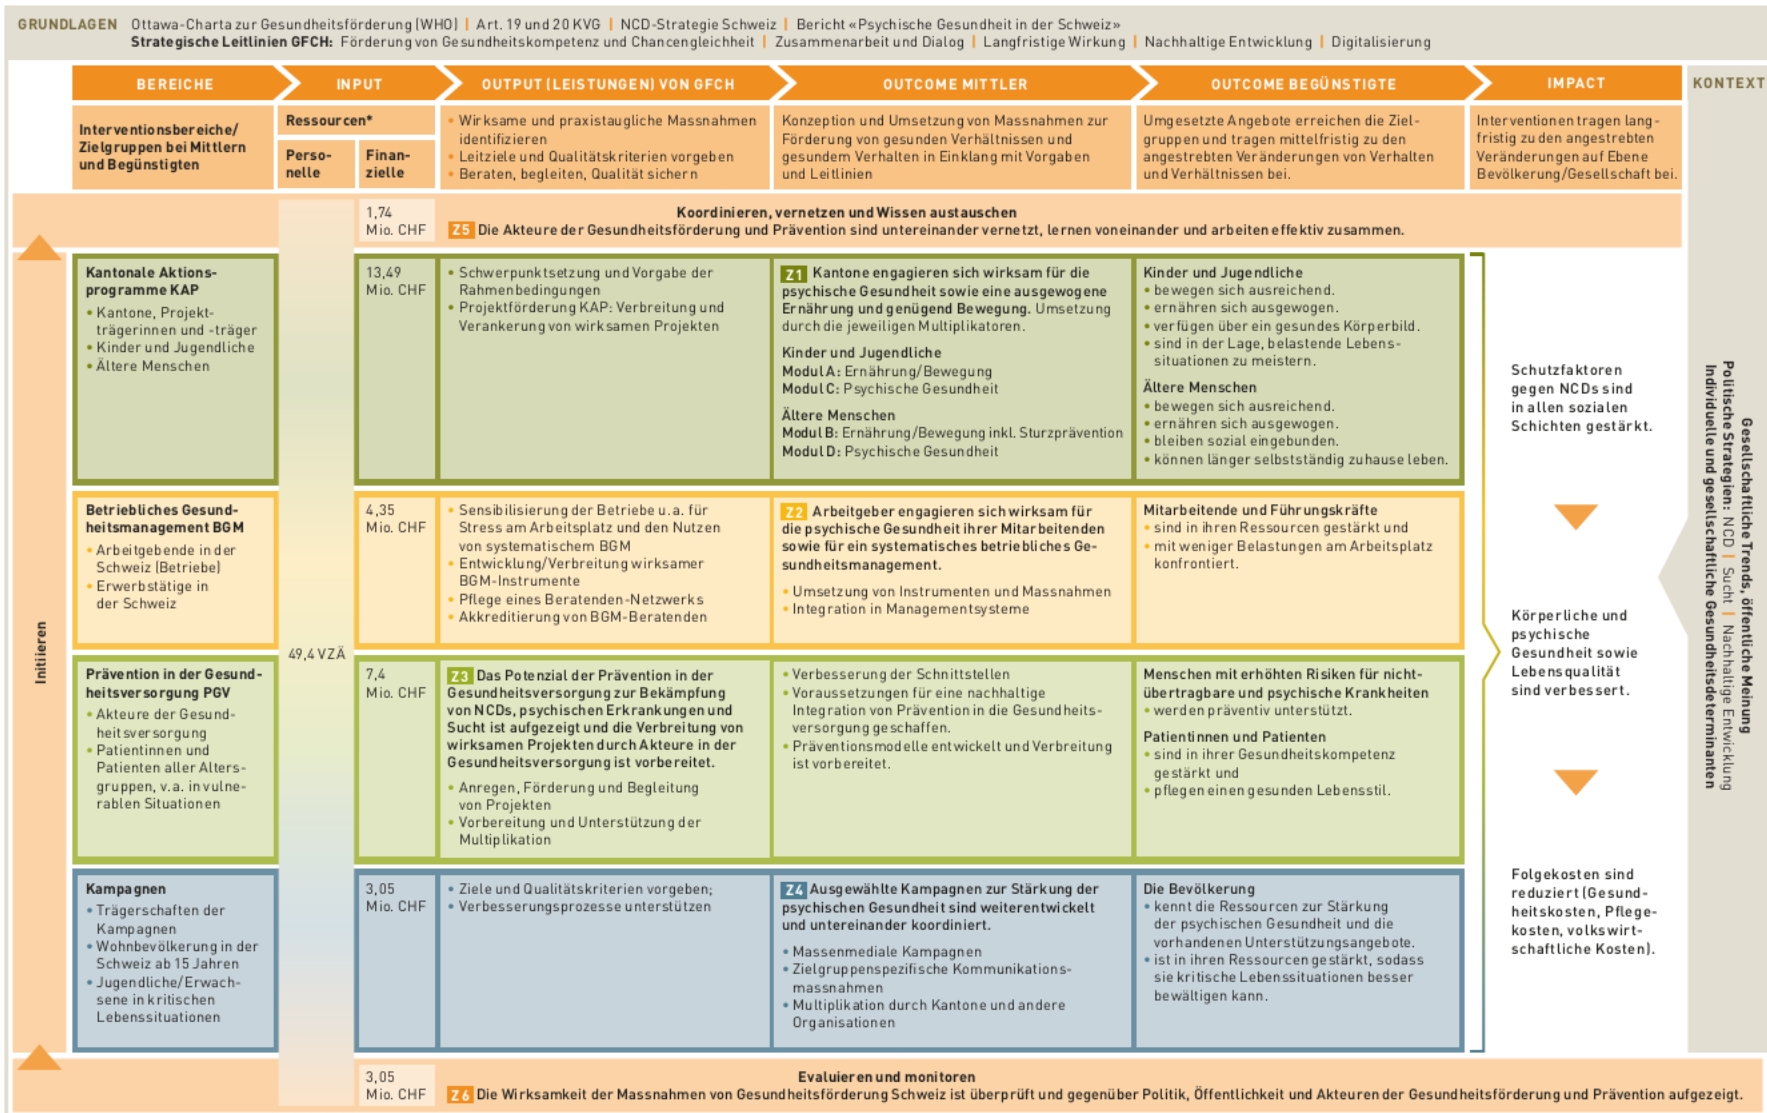 GRUNDLAGEN Ottawa-Charta zur Gesundheitsförderung (WHO) | Art. 19 und 20 KVG | NCD-Strategie Schweiz | Bericht «Psychische Gesundheit in der Schweiz»
Strategische Leitlinien GFCH: Förderung von Gesundheitskompetenz und Chancengleichheit | Zusammenarbeit und Dialog | Langfristige Wirkung | Nachhaltige Entwicklung | Digitalisierung
BEREICHE
INPUT
OUTPUT (LEISTUNGEN) VON GFCH
OUTCOME MITTLER
OUTCOME BEGÜNSTIGTE
IMPACT
KONTEXT
Interventionsbereiche/
Zielgruppen bei Mittlern
und Begünstigten
Ressourcen*
Perso-
nelle
Finan-
zielle
• Wirksame und praxistaugliche Massnahmen
identifizieren
• Leitziele und Qualitätskriterien vorgeben
• Beraten, begleiten, Qualität sichern
Konzeption und Umsetzung von Massnahmen zur
Förderung von gesunden Verhältnissen und
gesundem Verhalten in Einklang mit Vorgaben
und Leitlinien
Umgesetzte Angebote erreichen die Ziel-
gruppen und tragen mittelfristig zu den
angestrebten Veränderungen von Verhalten
und Verhältnissen bei.
Interventionen tragen lang-
fristig zu den angestrebten
Veränderungen auf Ebene
Bevölkerung/Gesellschaft bei.
1,74
Mio. CHF
Koordinieren, vernetzen und Wissen austauschen
Z5 Die Akteure der Gesundheitsförderung und Prävention sind untereinander vernetzt, lernen voneinander und arbeiten effektiv zusammen.
Initiieren
49,4 VZÄ
Kantonale Aktions-
programme KAP
• Kantone, Projekt-
trägerinnen und -träger
• Kinder und Jugendliche
• Ältere Menschen
13,49
Mio. CHF
• Schwerpunktsetzung und Vorgabe der
Rahmenbedingungen
• Projektförderung KAP: Verbreitung und
Verankerung von wirksamen Projekten
Z1 Kantone engagieren sich wirksam für die
psychische Gesundheit sowie eine ausgewogene
Ernährung und genügend Bewegung. Umsetzung
durch die jeweiligen Multiplikatoren.
Kinder und Jugendliche
Modul A: Ernährung/Bewegung
Modul C: Psychische Gesundheit
Ältere Menschen
Modul B: Ernährung/Bewegung inkl. Sturzprävention
Modul D: Psychische Gesundheit
Kinder und Jugendliche
• bewegen sich ausreichend.
• ernähren sich ausgewogen.
• verfügen über ein gesundes Körperbild.
• sind in der Lage, belastende Lebens-
situationen zu meistern.
Ältere Menschen
• bewegen sich ausreichend.
• ernähren sich ausgewogen.
• bleiben sozial eingebunden.
• können länger selbstständig zuhause leben.
Betriebliches Gesund-
heitsmanagement BGM
• Arbeitgebende in der
Schweiz (Betriebe)
• Erwerbstätige in
der Schweiz
4,35
Mio. CHF
• Sensibilisierung der Betriebe u.a. für
Stress am Arbeitsplatz und den Nutzen
von systematischem BGM
• Entwicklung/Verbreitung wirksamer
BGM-Instrumente
• Pflege eines Beratenden-Netzwerks
• Akkreditierung von BGM-Beratenden
Z2 Arbeitgeber engagieren sich wirksam für
die psychische Gesundheit ihrer Mitarbeitenden
sowie für ein systematisches betriebliches Ge-
sundheitsmanagement.
• Umsetzung von Instrumenten und Massnahmen
• Integration in Managementsysteme
Mitarbeitende und Führungskräfte
• sind in ihren Ressourcen gestärkt und
• mit weniger Belastungen am Arbeitsplatz
konfrontiert.
Prävention in der Gesund-
heitsversorgung PGV
• Akteure der Gesund-
heitsversorgung
• Patientinnen und
Patienten aller Alters-
gruppen, v.a. in vulne-
rablen Situationen
7,4
Mio. CHF
Z3 Das Potenzial der Prävention in der
Gesundheitsversorgung zur Bekämpfung
von NCDs, psychischen Erkrankungen und
Sucht ist aufgezeigt und die Verbreitung von
wirksamen Projekten durch Akteure in der
Gesundheitsversorgung ist vorbereitet.
• Anregen, Förderung und Begleitung
von Projekten
• Vorbereitung und Unterstützung der
Multiplikation
• Verbesserung der Schnittstellen
• Voraussetzungen für eine nachhaltige
Integration von Prävention in die Gesundheits-
versorgung geschaffen.
• Präventionsmodelle entwickelt und Verbreitung
ist vorbereitet.
Menschen mit erhöhten Risiken für nicht-
übertragbare und psychische Krankheiten
• werden präventiv unterstützt.
Patientinnen und Patienten
• sind in ihrer Gesundheitskompetenz
gestärkt und
• pflegen einen gesunden Lebensstil.
Kampagnen
• Trägerschaften der
Kampagnen
• Wohnbevölkerung in der
Schweiz ab 15 Jahren
• Jugendliche/Erwach-
sene in kritischen
Lebenssituationen
3,05
Mio. CHF
• Ziele und Qualitätskriterien vorgeben;
• Verbesserungsprozesse unterstützen
Z4 Ausgewählte Kampagnen zur Stärkung der
psychischen Gesundheit sind weiterentwickelt
und untereinander koordiniert.
• Massenmediale Kampagnen
• Zielgruppenspezifische Kommunikations-
massnahmen
• Multiplikation durch Kantone und andere
Organisationen
Die Bevölkerung
• kennt die Ressourcen zur Stärkung
der psychischen Gesundheit und die
vorhandenen Unterstützungsangebote.
• ist in ihren Ressourcen gestärkt, sodass
sie kritische Lebenssituationen besser
bewältigen kann.
Schutzfaktoren
gegen NCDs sind
in allen sozialen
Schichten gestärkt.
Körperliche und
psychische
Gesundheit sowie
Lebensqualität
sind verbessert.
Folgekosten sind
reduziert (Gesund-
heitskosten, Pflege-
kosten, volkswirt-
schaftliche Kosten).
Gesellschaftliche Trends, öffentliche Meinung
Politische Strategien: NCD | Sucht | Nachhaltige Entwicklung
Individuelle und gesellschaftliche Gesundheitsdeterminanten
3,05
Mio. CHF
Evaluieren und monitoren
Z6 Die Wirksamkeit der Massnahmen von Gesundheitsförderung Schweiz ist überprüft und gegenüber Politik, Öffentlichkeit und Akteuren der Gesundheitsförderung und Prävention aufgezeigt.